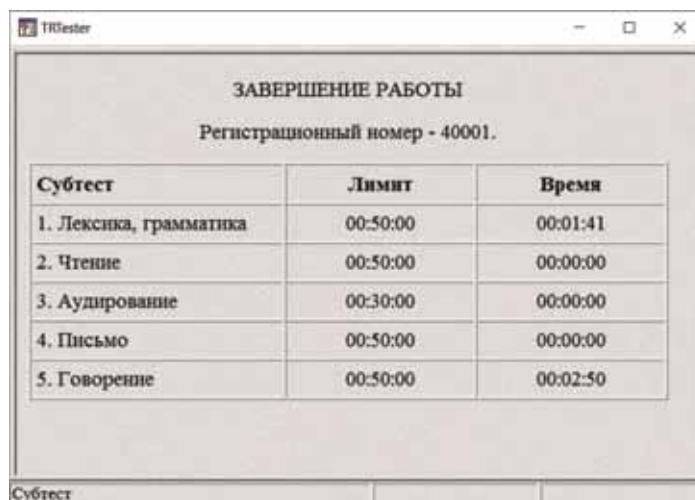 TRTester
ЗАВЕРШЕНИЕ РАБОТЫ
Регистрационный номер - 40001.
Субтест Лимит Время
1. Лексика, грамматика 00:50:00 00:01:41
2. Чтение 00:50:00 00:00:00
3. Аудирование 00:30:00 00:00:00
4. Письмо 00:50:00 00:00:00
5. Говорение 00:50:00 00:02:50
Субтест